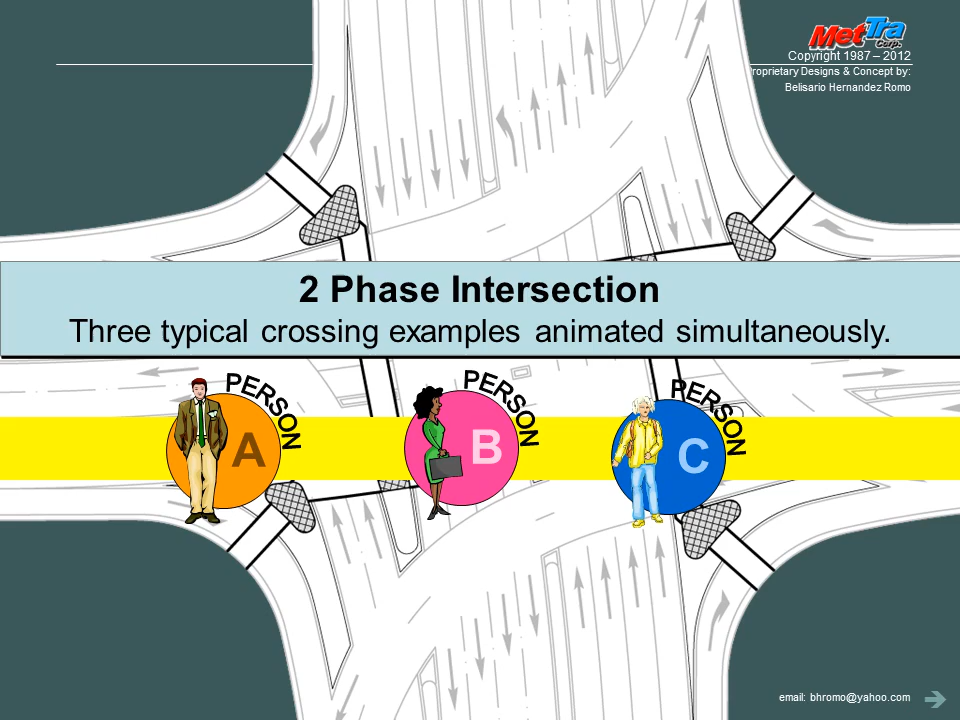 MetTra
Corp.
Copyright 1987 – 2012
Proprietary Designs & Concept by:
Belisario Hernandez Romo
2 Phase Intersection
Three typical crossing examples animated simultaneously.
PERSON
A
PERSON
B
PERSON
C
email: bhromo@yahoo.com